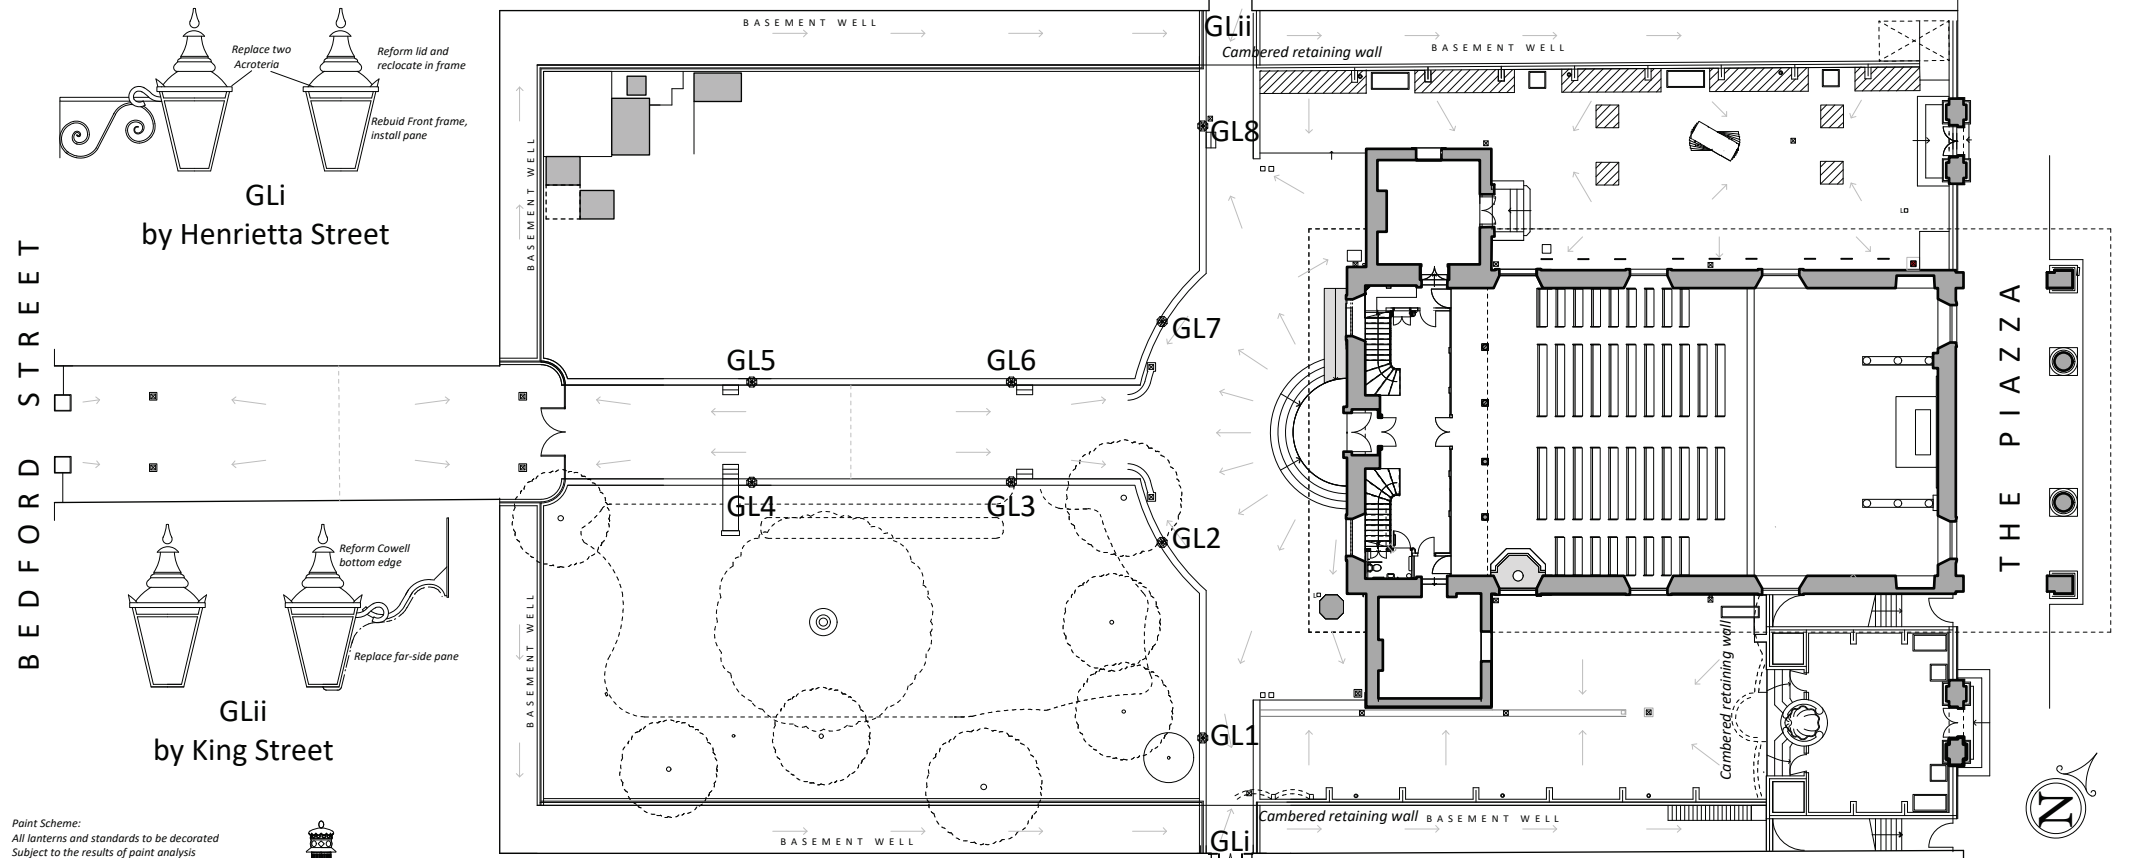 BASEMENT WELL
GLii
Cambered retaining wall
BASEMENT WELL
Replace two
Acroteria
Reform lid and
reclocate in frame
Rebuid Front frame,
install pane
GLi
by Henrietta Street
BASEMENT WELL
GL8
GL7
GL5
GL6
BEDFORD STREET
THE PIAZZA
GL4
GL3
GL2
Reform Cowell
bottom edge
Replace far-side pane
GLii
by King Street
BASEMENT WELL
GL1
Cambered retaining wall
N
Paint Scheme:
All lanterns and standards to be decorated
Subject to the results of paint analysis
BASEMENT WELL
Cambered retaining wall
BASEMENT WELL
GLi